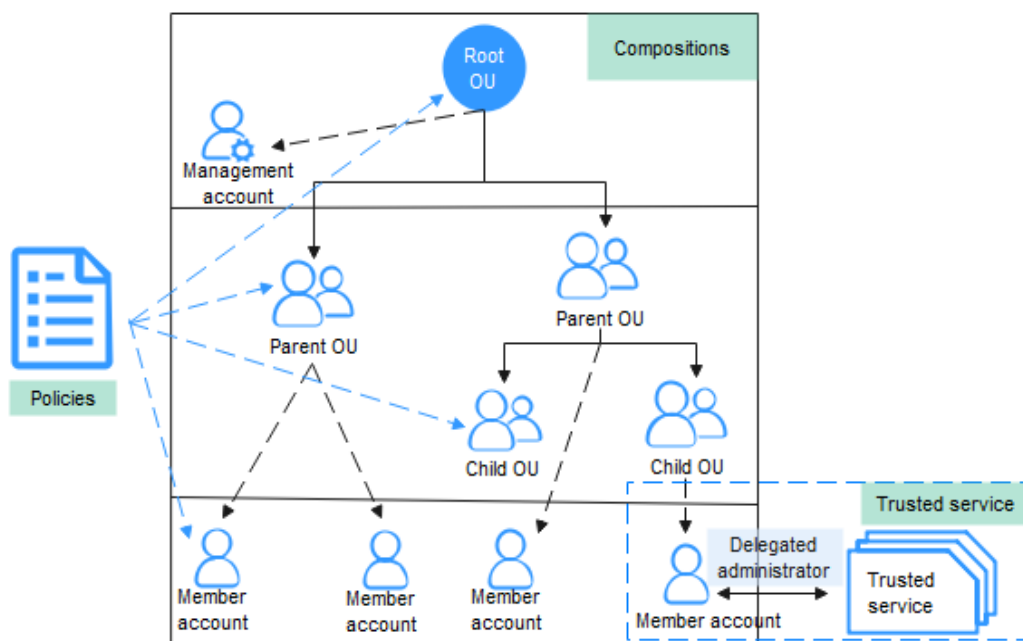 Compositions
Root
OU
Management
account
Parent OU
Parent OU
Policies
Child OU
Child OU
Trusted service
Delegated
administrator
Trusted
service
Member
account
Member
account
Member
account
Member account